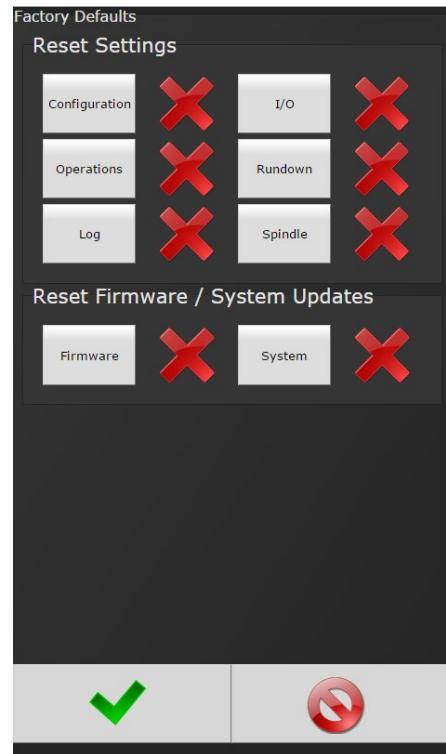 Factory Defaults
Reset Settings
Configuration
I/O
Operations
Rundown
Log
Spindle
Reset Firmware / System Updates
Firmware
System